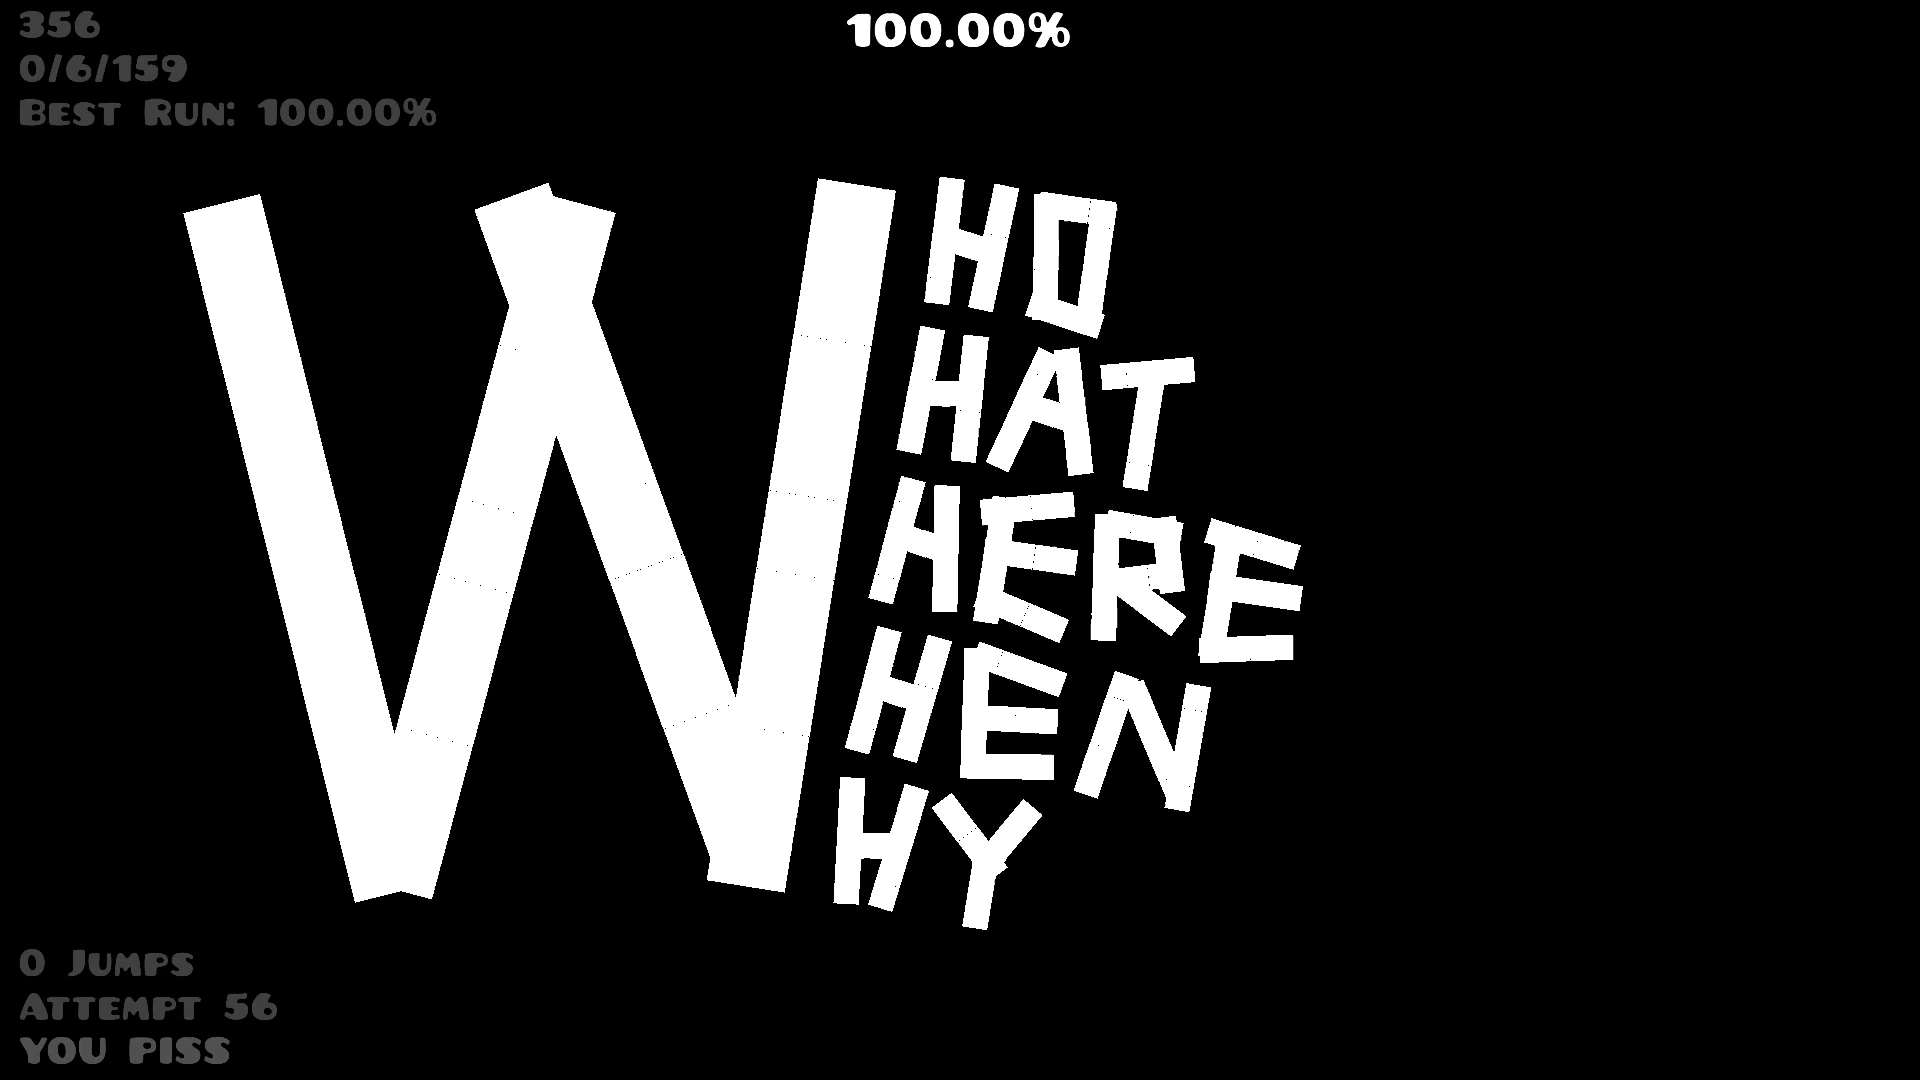 356
0/6/159
Best Run: 100.00%
100.00%
W
HO
HAT
HERE
HEN
HY
0 Jumps
Attempt 56
YOU PISS